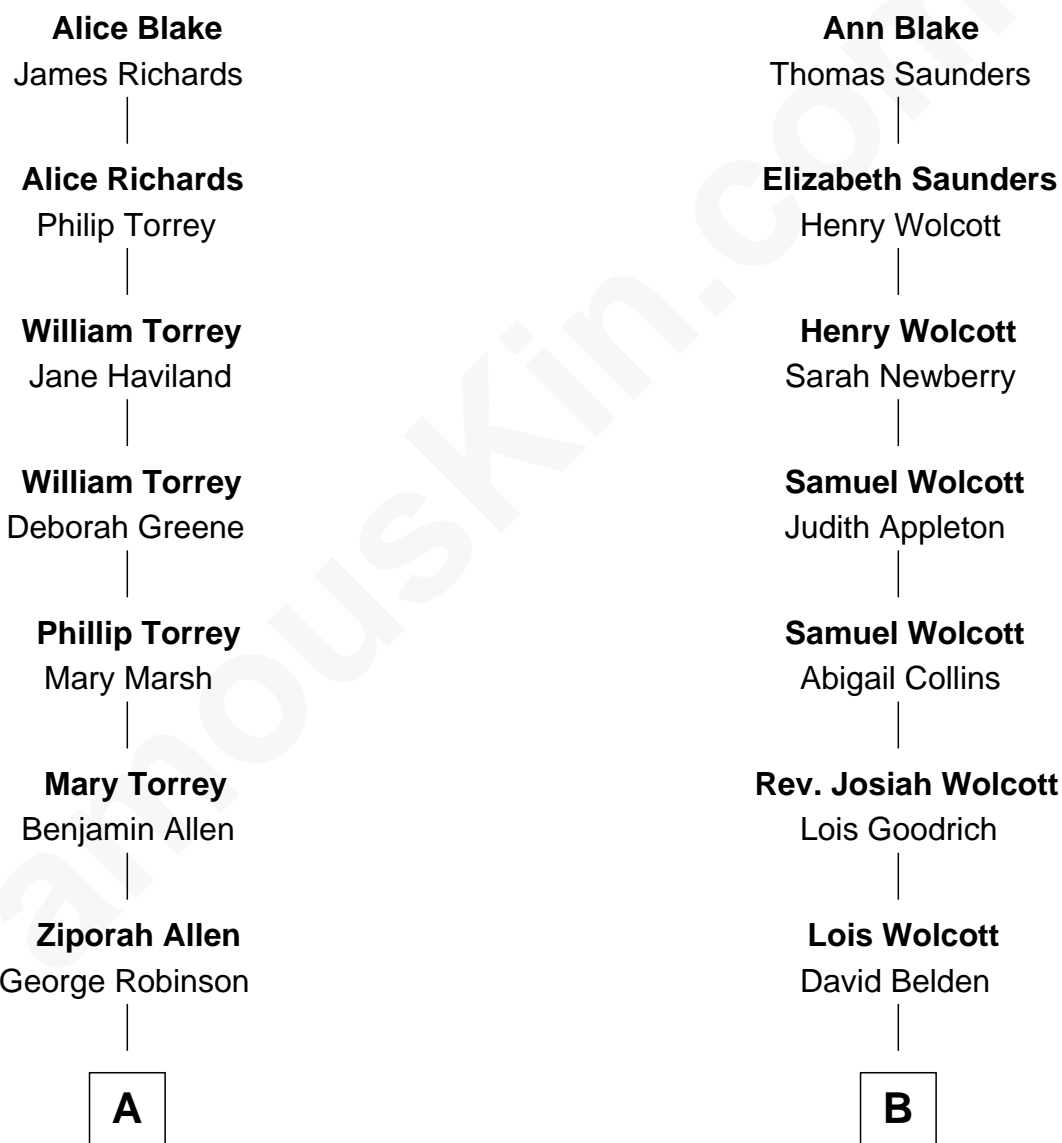 Alice Blake
James Richards
Alice Richards
Philip Torrey
William Torrey
Jane Haviland
William Torrey
Deborah Greene
Phillip Torrey
Mary Marsh
Mary Torrey
Benjamin Allen
Ziporah Allen
George Robinson
A
Ann Blake
Thomas Saunders
Elizabeth Saunders
Henry Wolcott
Henry Wolcott
Sarah Newberry
Samuel Wolcott
Judith Appleton
Samuel Wolcott
Abigail Collins
Rev. Josiah Wolcott
Lois Goodrich
Lois Wolcott
David Belden
B
amouskin.com